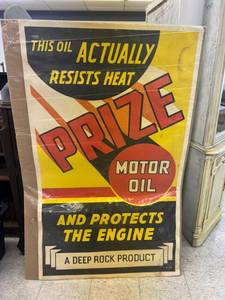 THIS OIL ACTUALLY
RESISTS HEAT
PRIZE
MOTOR
OIL
AND PROTECTS
THE ENGINE
A DEEP ROCK PRODUCT